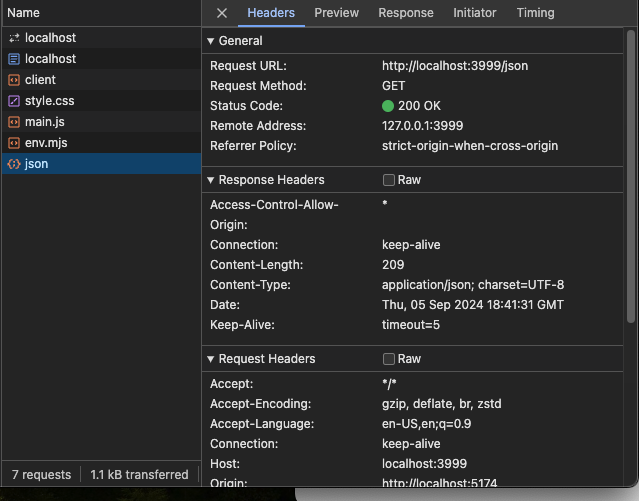 Name
localhost
localhost
client
style.css
main.js
env.mjs
json
7 requests 1.1 kB transferred
Headers Preview Response Initiator Timing
General
Request URL: http://localhost:3999/json
Request Method: GET
Status Code: 200 OK
Remote Address: 127.0.0.1:3999
Referrer Policy: strict-origin-when-cross-origin
Response Headers Raw
Access-Control-Allow- *
Origin:
Connection: keep-alive
Content-Length: 209
Content-Type: application/json; charset=UTF-8
Date: Thu, 05 Sep 2024 18:41:31 GMT
Keep-Alive: timeout=5
Request Headers Raw
Accept: */*
Accept-Encoding: gzip, deflate, br, zstd
Accept-Language: en-US,en;q=0.9
Connection: keep-alive
Host: localhost:3999
Origin: http://localhost:5174